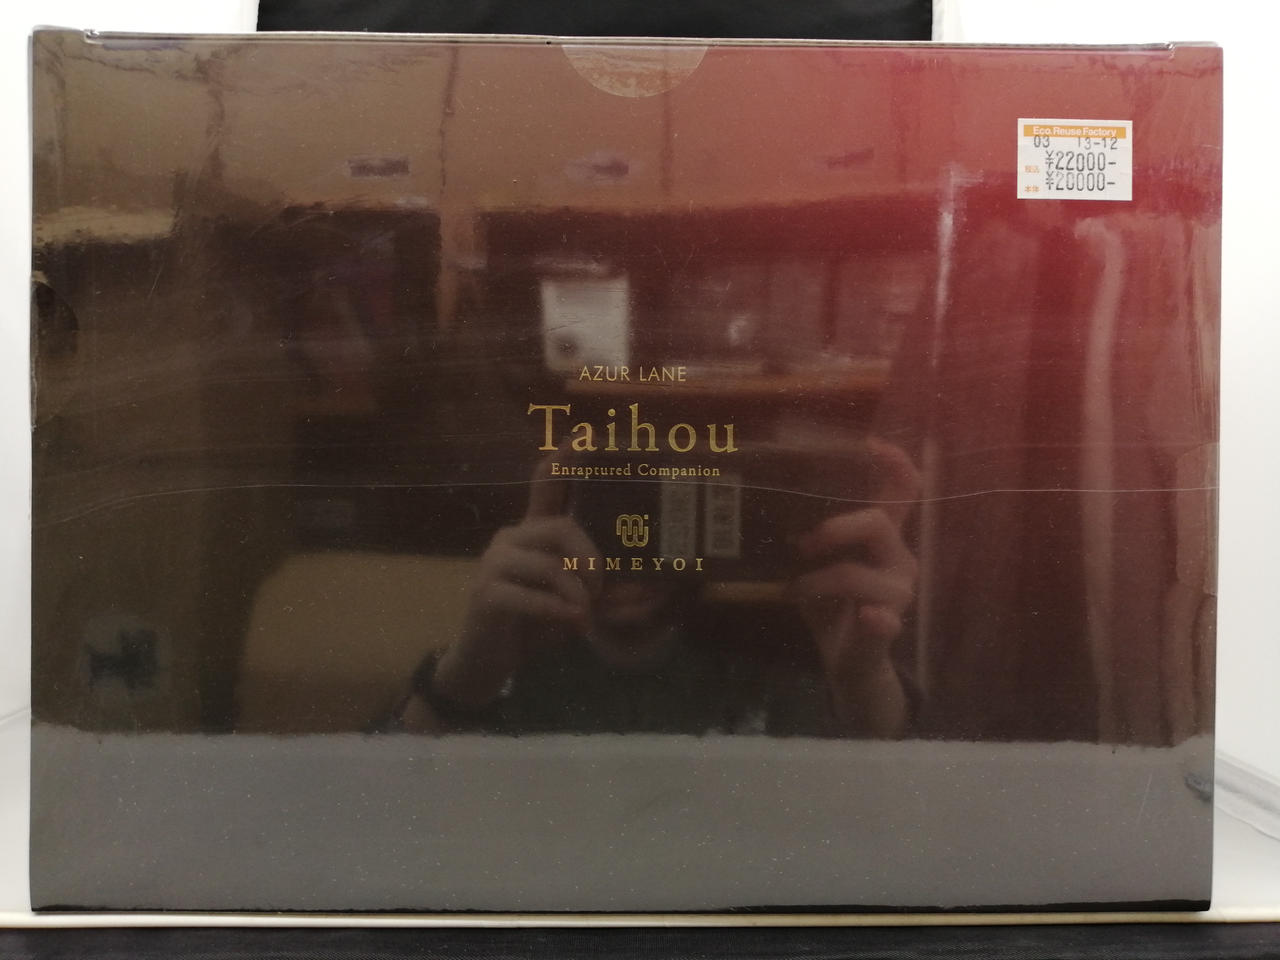 Eco Reuse Factory
03 13-12
税込 ¥22000-
本体 ¥20000-
AZUR LANE
Taihou
Enraptured Companion
MIMEYOI